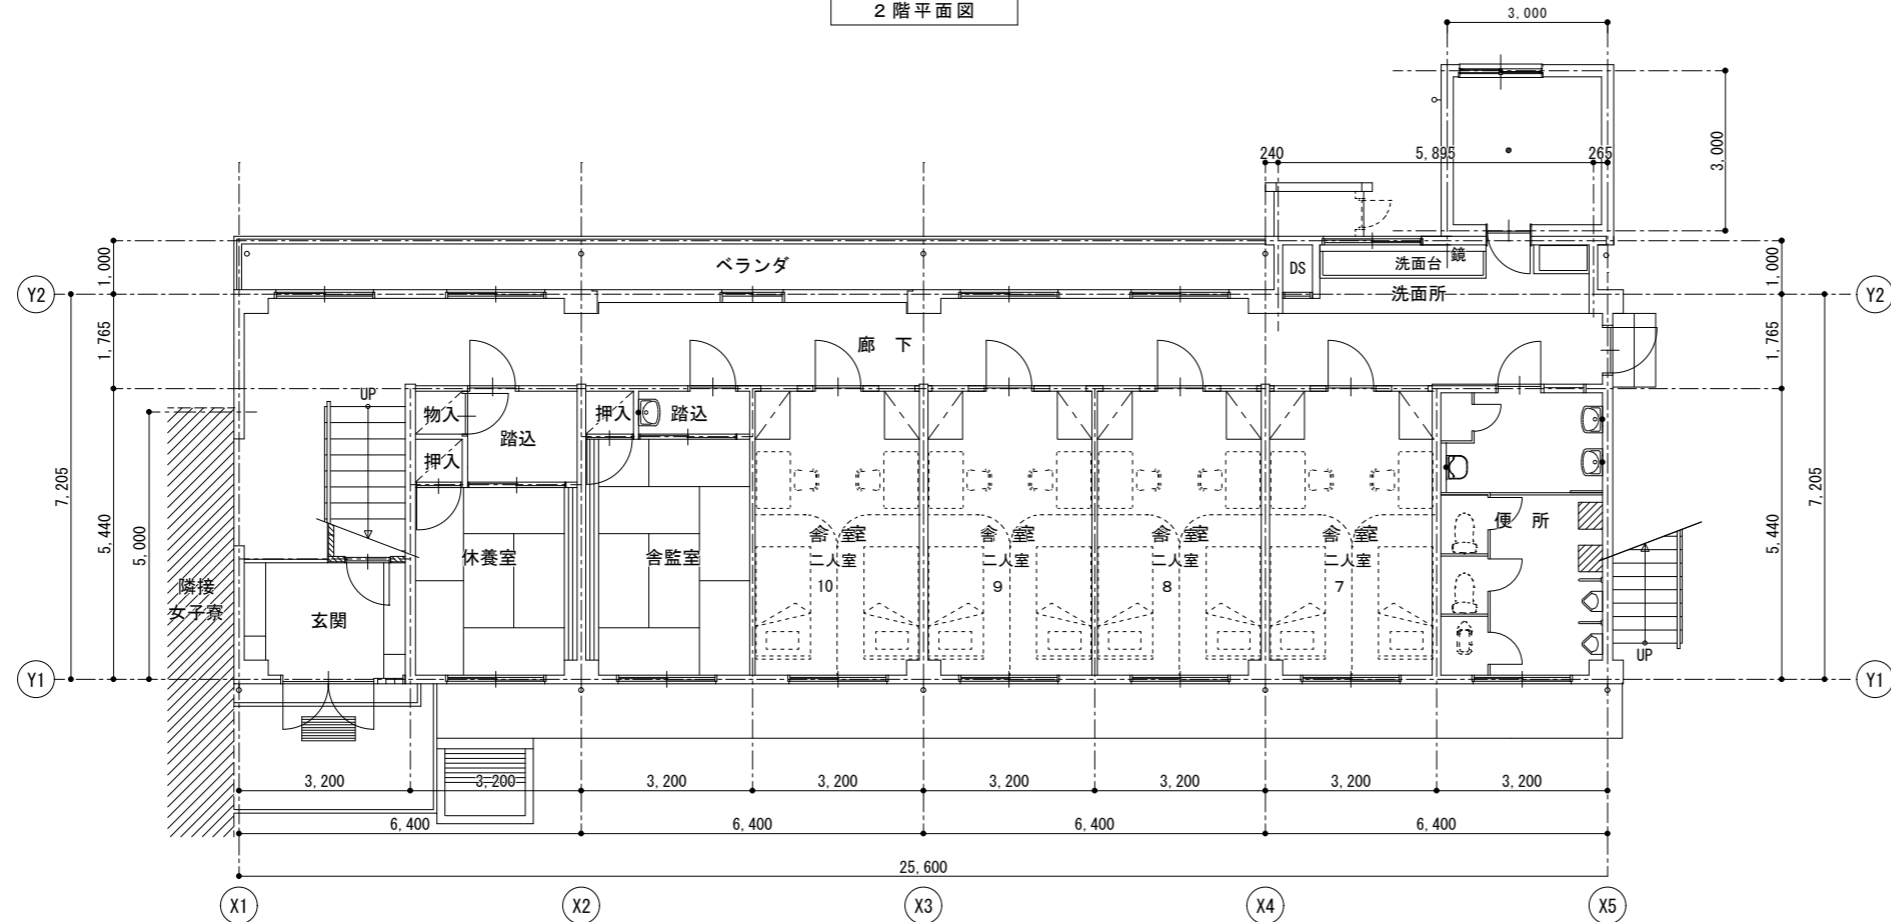 2階平面図
3,000
3,000
240
5,895
265
1,000
ベランダ
DS
洗面台
鏡
1,000
Y2
洗面所
Y2
1,765
廊 下
1,765
UP
物入
踏込
押入
押入
踏込
7,205
5,440
5,000
隣接
女子寮
玄関
休養室
舎監室
舎 室
二人室
10
舎 室
二人室
9
舎 室
二人室
8
舎 室
二人室
7
便 所
UP
5,440
7,205
Y1
Y1
3,200
3,200
3,200
3,200
3,200
3,200
3,200
3,200
6,400
6,400
6,400
6,400
25,600
X1
X2
X3
X4
X5